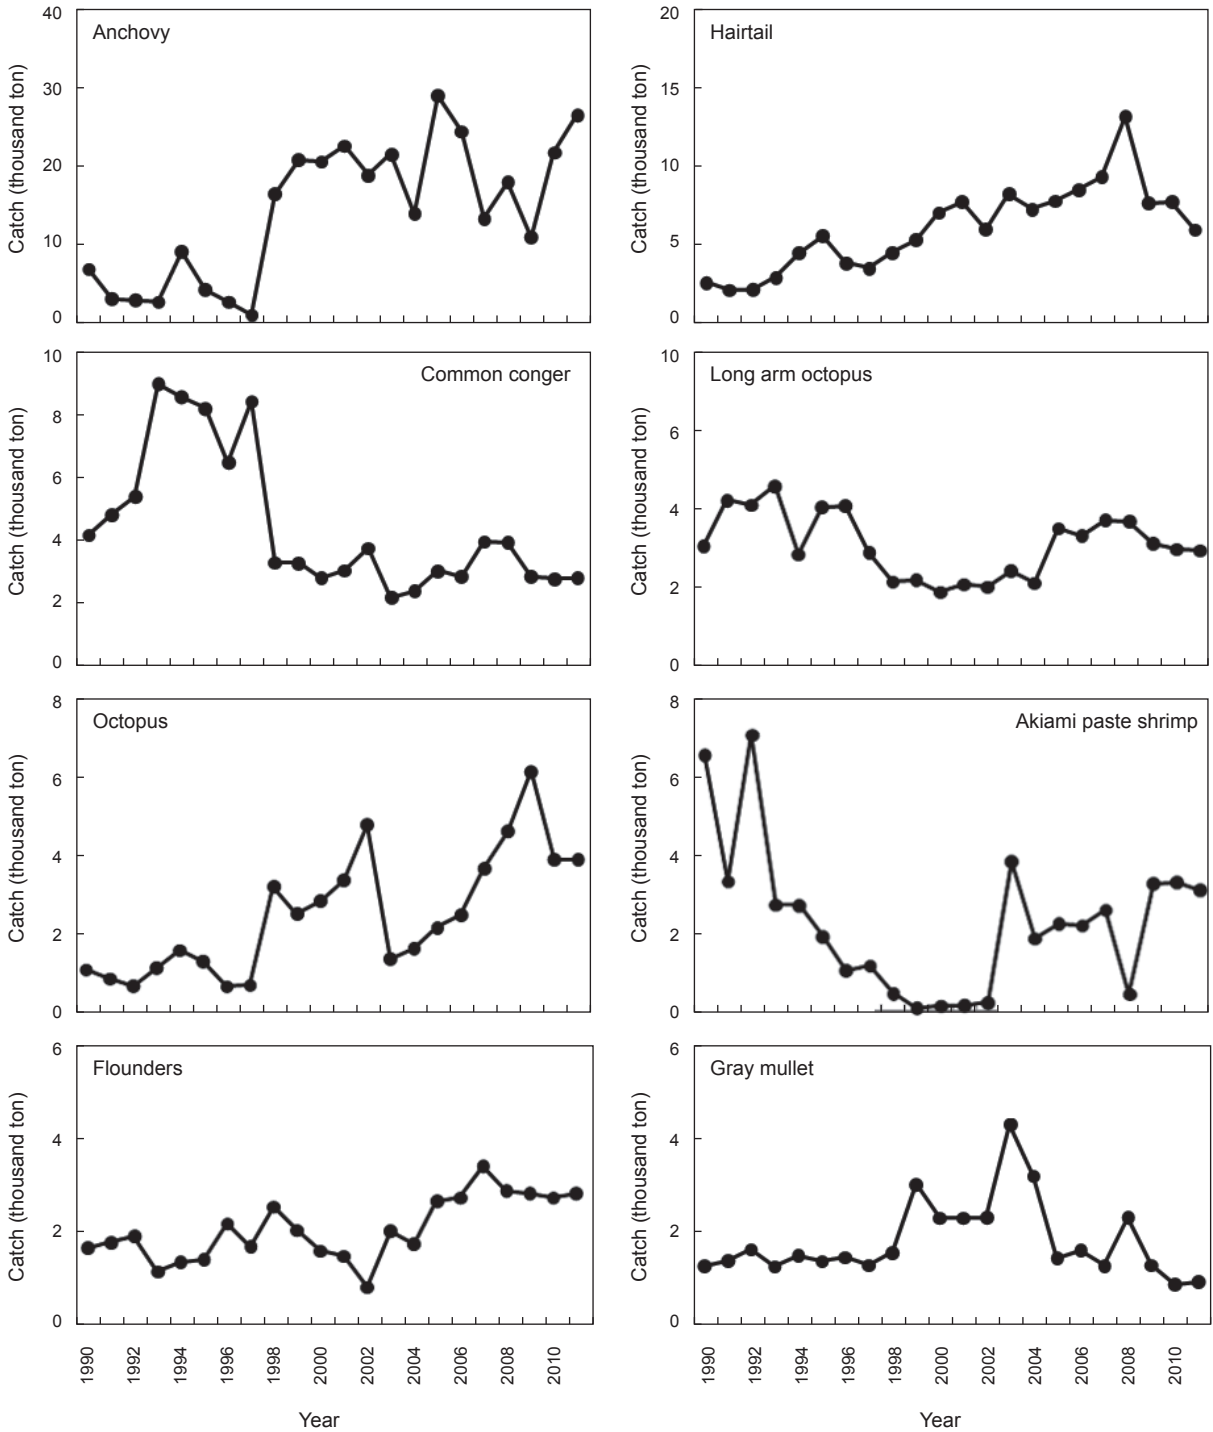 Anchovy
Catch (thousand ton)
40
30
20
10
0
Hairtail
Catch (thousand ton)
20
15
10
5
0
Common conger
Catch (thousand ton)
10
8
6
4
2
0
Long arm octopus
Catch (thousand ton)
10
6
4
2
0
Octopus
Catch (thousand ton)
8
6
4
2
0
Akiami paste shrimp
Catch (thousand ton)
8
6
4
2
0
Flounders
Catch (thousand ton)
6
4
2
0
1990 1992 1994 1996 1998 2000 2002 2004 2006 2008 2010
Year
Gray mullet
Catch (thousand ton)
6
4
2
0
1990 1992 1994 1996 1998 2000 2002 2004 2006 2008 2010
Year